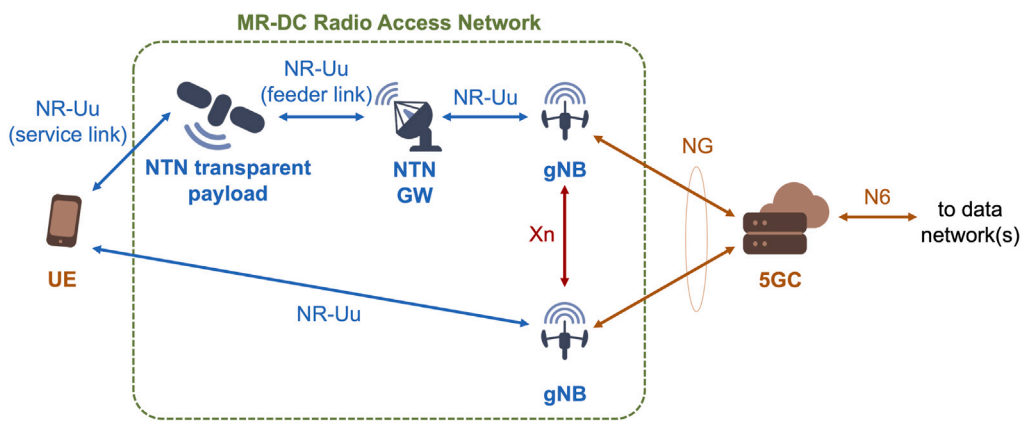 MR-DC Radio Access Network
NR-Uu
(service link)
NR-Uu
(feeder link)
NR-Uu
NTN transparent
payload
NTN
GW
gNB
NG
UE
Xn
N6
to data
network(s)
5GC
NR-Uu
gNB